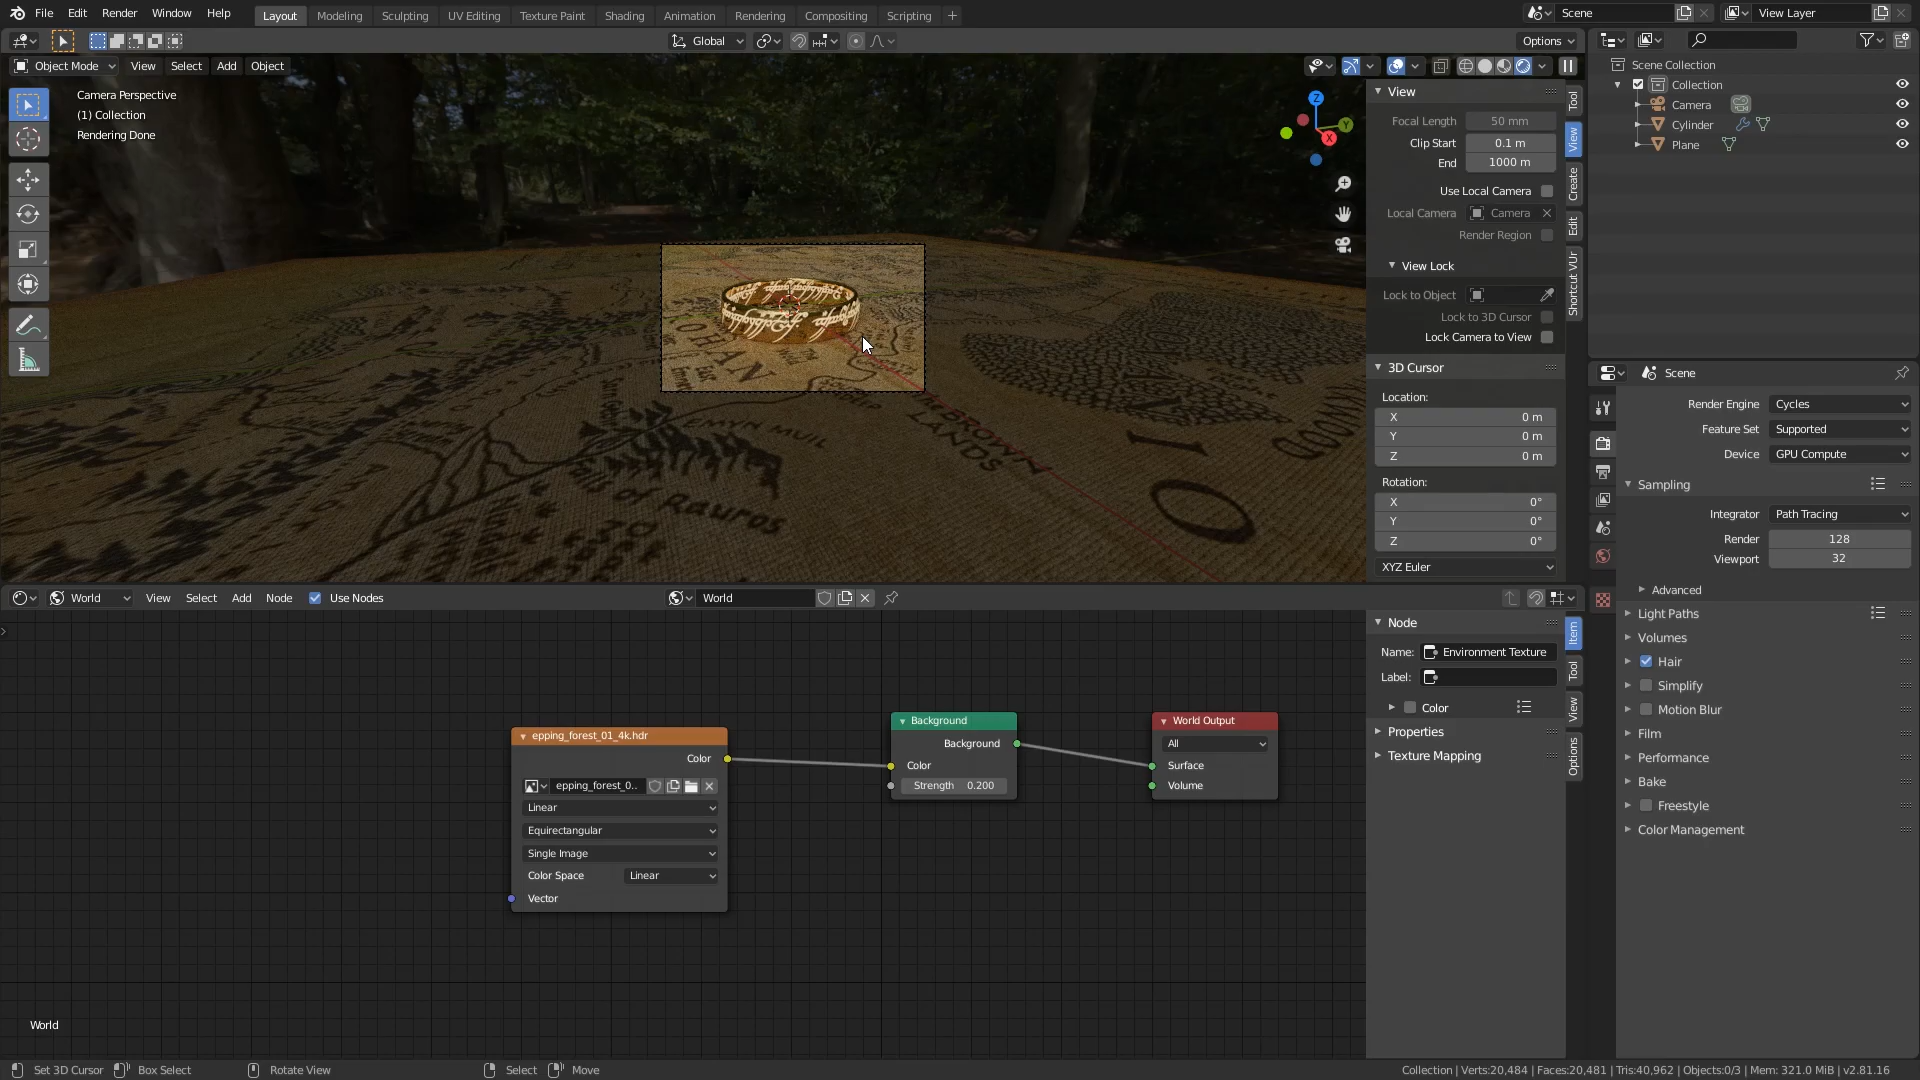 File Edit Render Window Help Layout Modeling Sculpting UV Editing Texture Paint Shading Animation Rendering Compositing Scripting + Scene View Layer
Global Options
Object Mode View Select Add Object
Camera Perspective
(1) Collection
Rendering Done
Z
Y
X
BROWN
LANDS
EMYN MUIL
of RAUROS
View
Focal Length 50 mm
Clip Start 0.1 m
End 1000 m
Use Local Camera
Local Camera Camera
Render Region
View Lock
Lock to Object
Lock to 3D Cursor
Lock Camera to View
3D Cursor
Location:
X 0 m
Y 0 m
Z 0 m
Rotation:
X 0°
Y 0°
Z 0°
XYZ Euler
Tool
View
Create
Edit
Shortcut VUr
Scene Collection
Collection
Camera
Cylinder
Plane
Scene
Render Engine Cycles
Feature Set Supported
Device GPU Compute
Sampling
Integrator Path Tracing
Render 128
Viewport 32
Advanced
Light Paths
Volumes
Hair
Simplify
Motion Blur
Film
Performance
Bake
Freestyle
Color Management
World View Select Add Node Use Nodes World
epping_forest_01_4k.hdr
Color
epping_forest_0..
Linear
Equirectangular
Single Image
Color Space Linear
Vector
Background
Background
Color
Strength 0.200
World Output
All
Surface
Volume
Node
Name: Environment Texture
Label:
Color
Properties
Texture Mapping
Item
Tool
View
Options
World
Set 3D Cursor Box Select Rotate View Select Move Collection | Verts:20,484 | Faces:20,481 | Tris:40,962 | Objects:0/3 | Mem: 321.0 MiB | v2.81.16